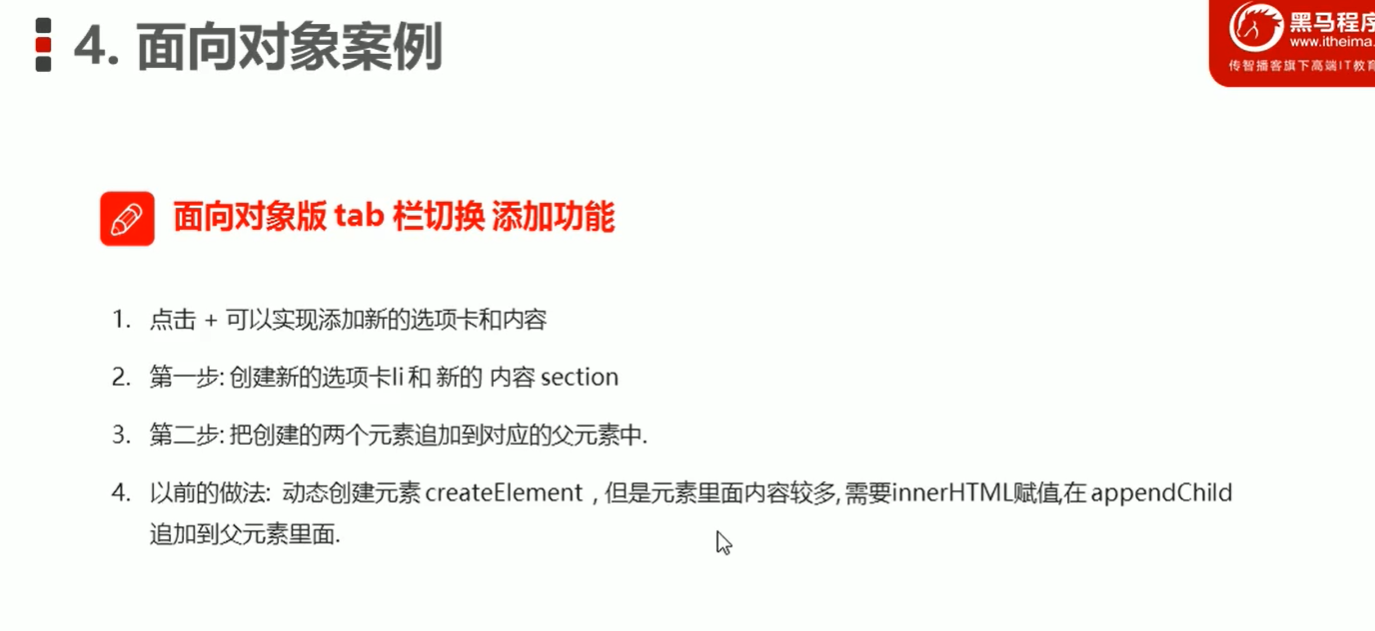 4. 面向对象案例
黑马程序
www.itheima.
传智播客旗下高端IT教育
面向对象版 tab 栏切换 添加功能
1. 点击 + 可以实现添加新的选项卡和内容
2. 第一步: 创建新的选项卡li 和 新的 内容 section
3. 第二步: 把创建的两个元素追加到对应的父元素中.
4. 以前的做法: 动态创建元素 createElement , 但是元素里面内容较多, 需要innerHTML赋值,在 appendChild
追加到父元素里面.